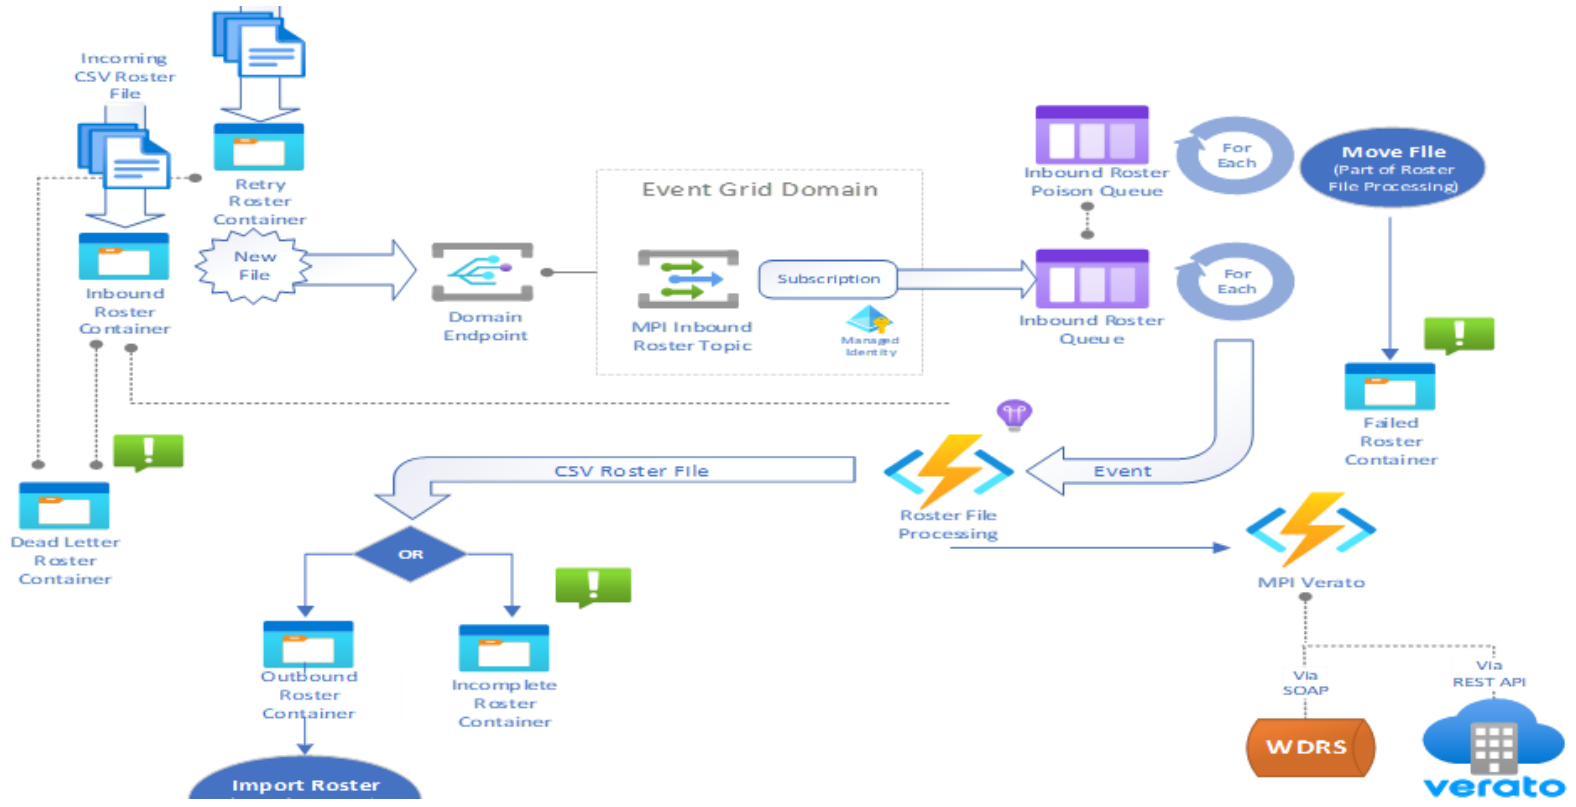 Incoming
CSV Roster
File
Retry
Roster
Container
Inbound
Roster
Container
New
File
Domain
Endpoint
Event Grid Domain
MPI Inbound
Roster Topic
Subscription
Managed
Identity
Inbound Roster
Poison Queue
For
Each
Move File
(Part of Roster
File Processing)
Inbound Roster
Queue
For
Each
Failed
Roster
Container
Dead Letter
Roster
Container
CSV Roster File
Event
Roster File
Processing
OR
MPI Verato
Outbound
Roster
Container
Incomplete
Roster
Container
Via
SOAP
Via
REST API
WDRS
verato
Import Roster